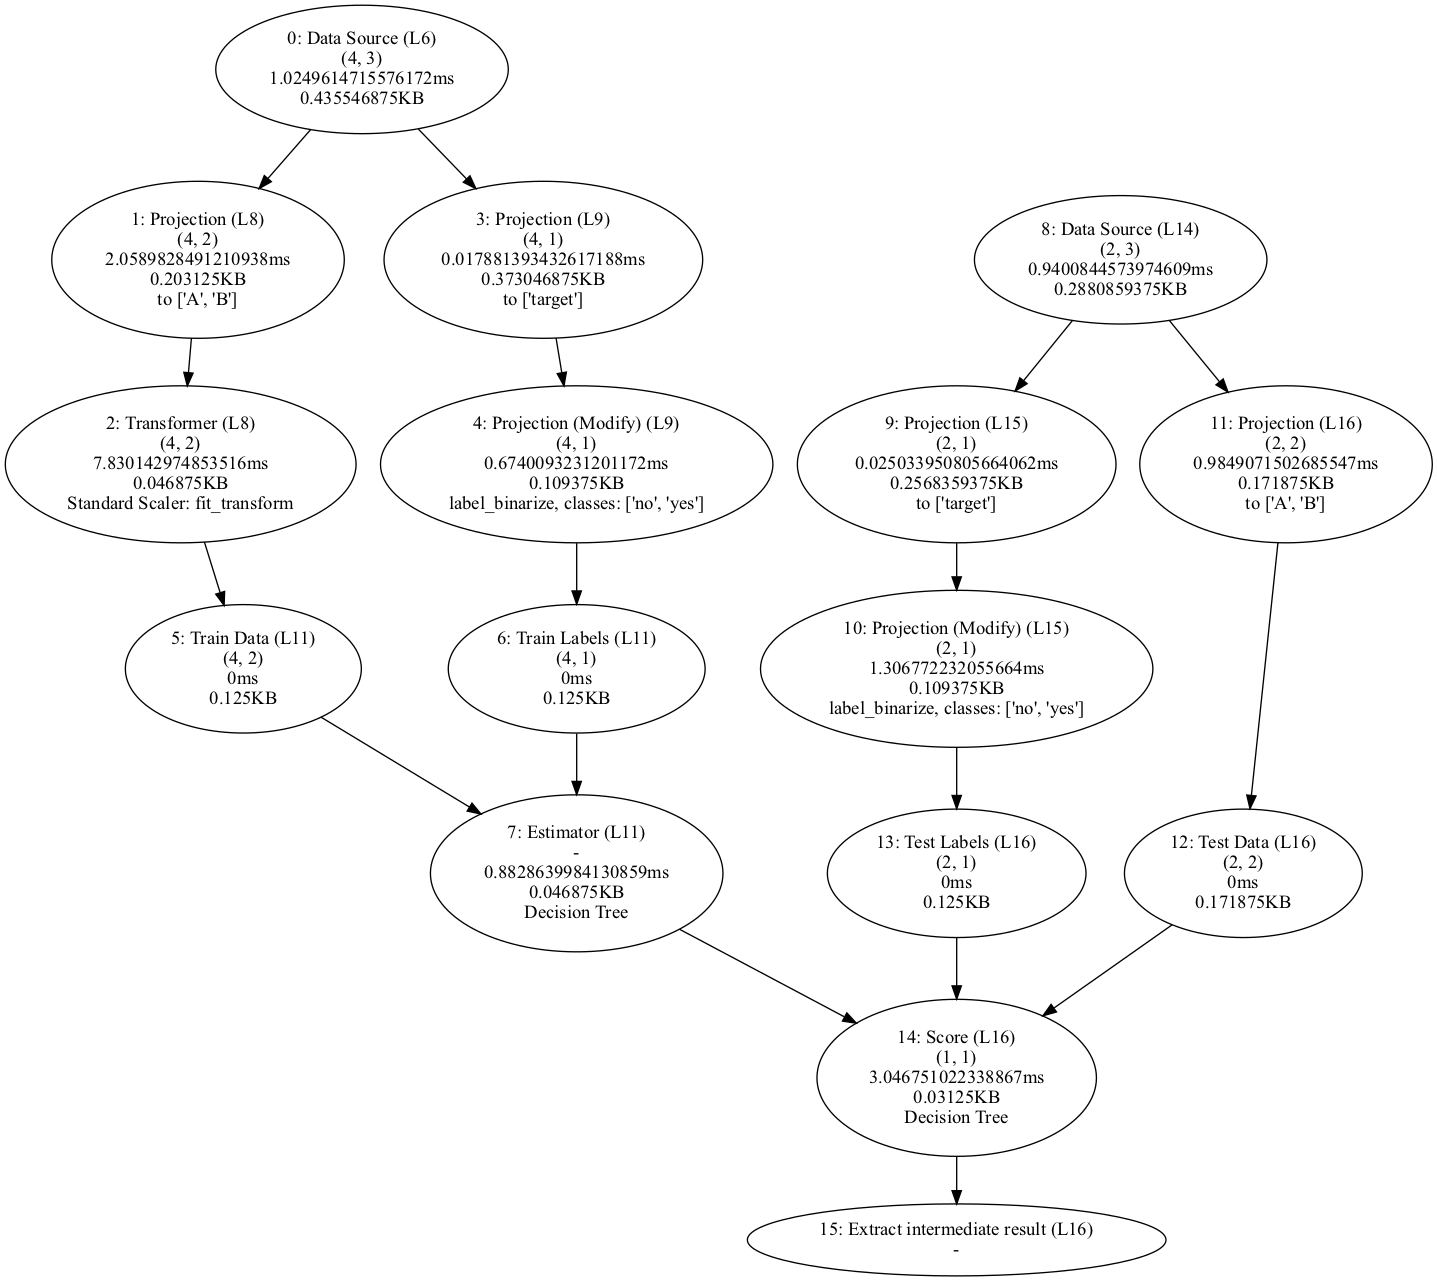 0: Data Source (L6)
(4, 3)
1.0249614715576172ms
0.435546875KB
1: Projection (L8)
(4, 2)
2.0589828491210938ms
0.203125KB
to ['A', 'B']
3: Projection (L9)
(4, 1)
0.017881393432617188ms
0.373046875KB
to ['target']
8: Data Source (L14)
(2, 3)
0.9400844573974609ms
0.2880859375KB
2: Transformer (L8)
(4, 2)
7.830142974853516ms
0.046875KB
Standard Scaler: fit_transform
4: Projection (Modify) (L9)
(4, 1)
0.6740093231201172ms
0.109375KB
label_binarize, classes: ['no', 'yes']
9: Projection (L15)
(2, 1)
0.025033950805664062ms
0.2568359375KB
to ['target']
11: Projection (L16)
(2, 2)
0.9849071502685547ms
0.171875KB
to ['A', 'B']
5: Train Data (L11)
(4, 2)
0ms
0.125KB
6: Train Labels (L11)
(4, 1)
0ms
0.125KB
10: Projection (Modify) (L15)
(2, 1)
1.306772232055664ms
0.109375KB
label_binarize, classes: ['no', 'yes']
7: Estimator (L11)
-
0.8828639984130859ms
0.046875KB
Decision Tree
13: Test Labels (L16)
(2, 1)
0ms
0.125KB
12: Test Data (L16)
(2, 2)
0ms
0.171875KB
14: Score (L16)
(1, 1)
3.046751022338867ms
0.03125KB
Decision Tree
15: Extract intermediate result (L16)
-